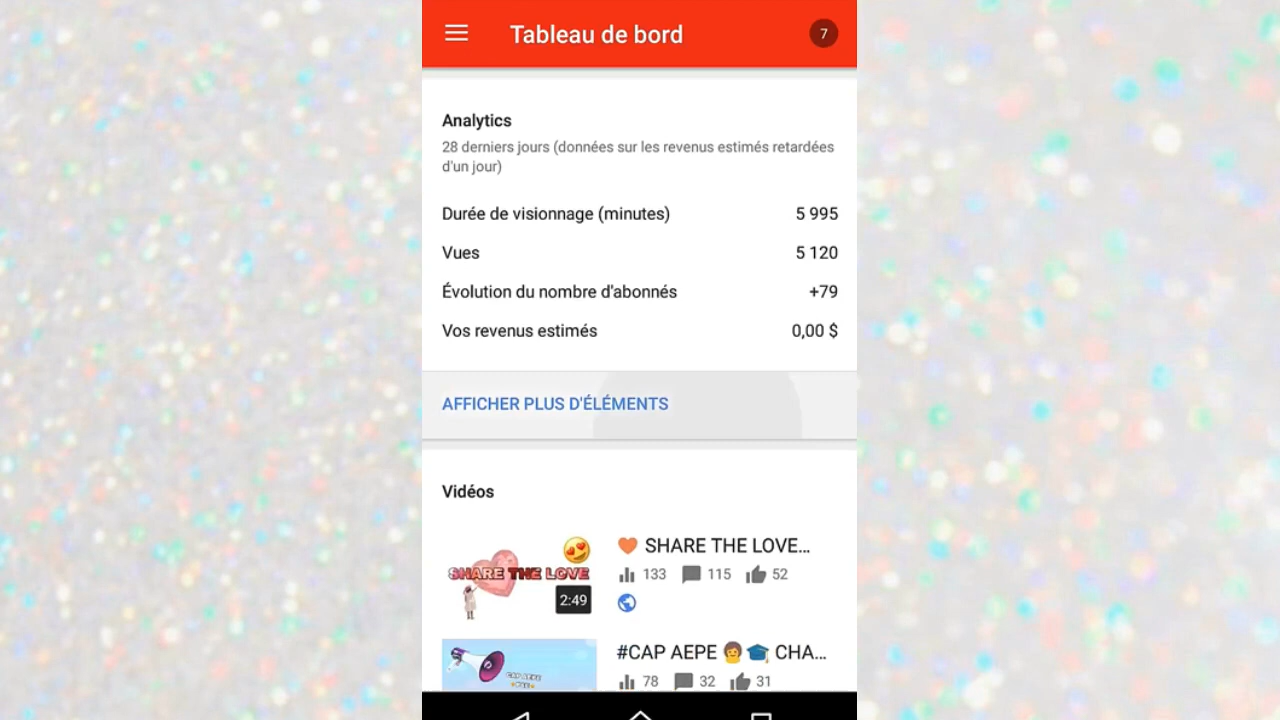 Tableau de bord
7
Analytics
28 derniers jours (données sur les revenus estimés retardées
d'un jour)
Durée de visionnage (minutes) 5 995
Vues 5 120
Évolution du nombre d'abonnés +79
Vos revenus estimés 0,00 $
AFFICHER PLUS D'ÉLÉMENTS
Vidéos
SHARE THE LOVE
2:49
🧡 SHARE THE LOVE...
133 115 52
CAP AEPE
#CAP AEPE 👩🎓 CHA...
78 32 31